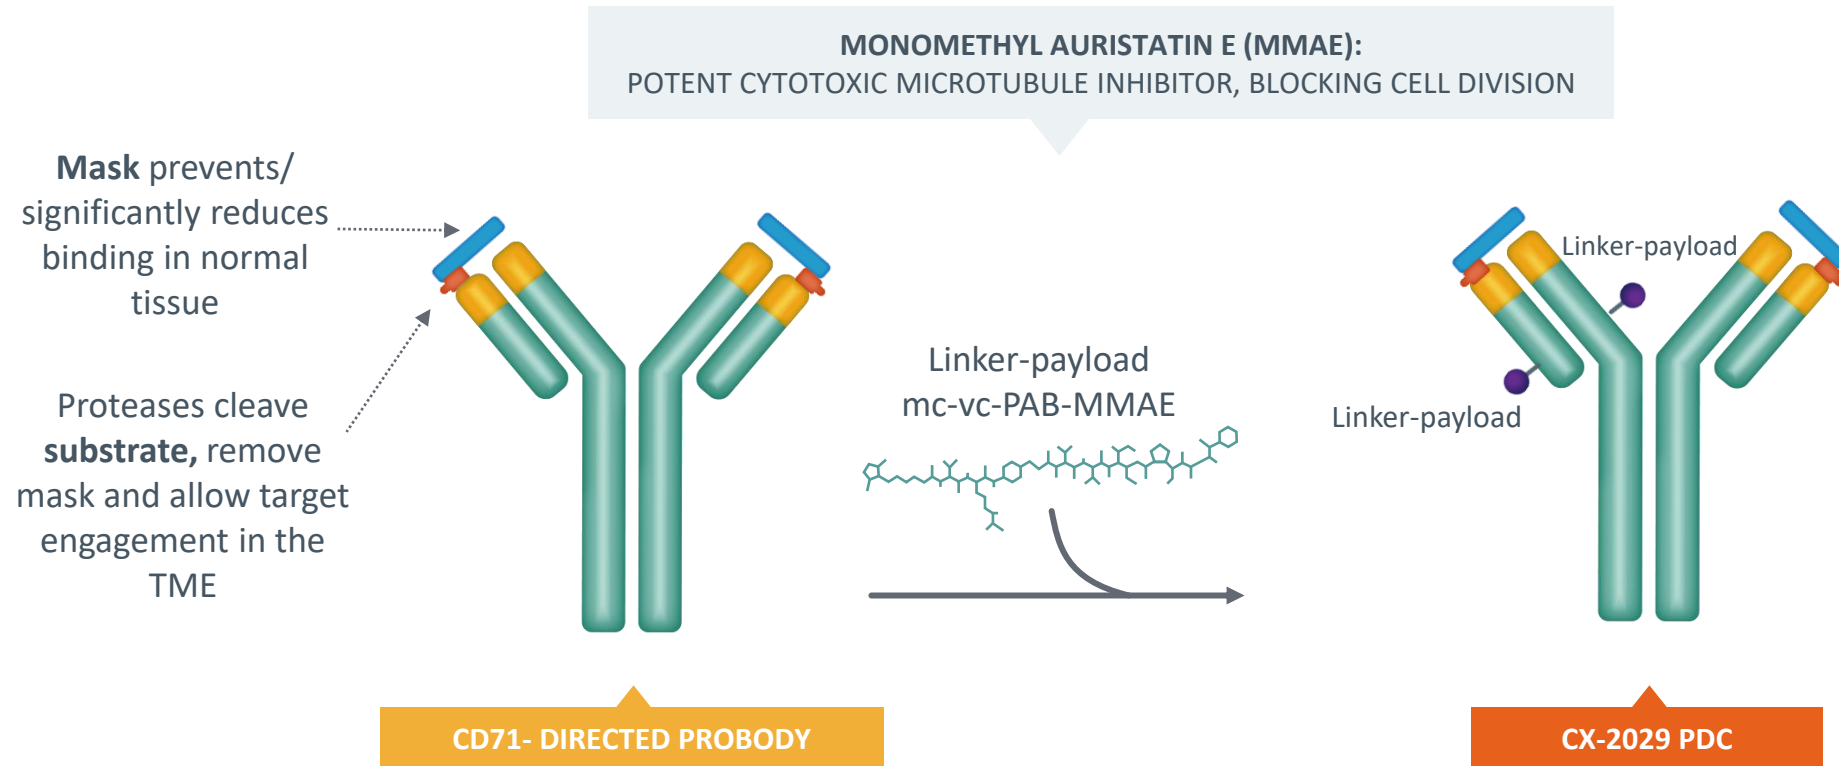 MONOMETHYL AURISTATIN E (MMAE):
POTENT CYTOTOXIC MICROTUBULE INHIBITOR, BLOCKING CELL DIVISION
Mask prevents/
significantly reduces
binding in normal
tissue
Proteases cleave
substrate, remove
mask and allow target
engagement in the
TME
Linker-payload
mc-vc-PAB-MMAE
Linker-payload
Linker-payload
CD71- DIRECTED PROBODY
CX-2029 PDC